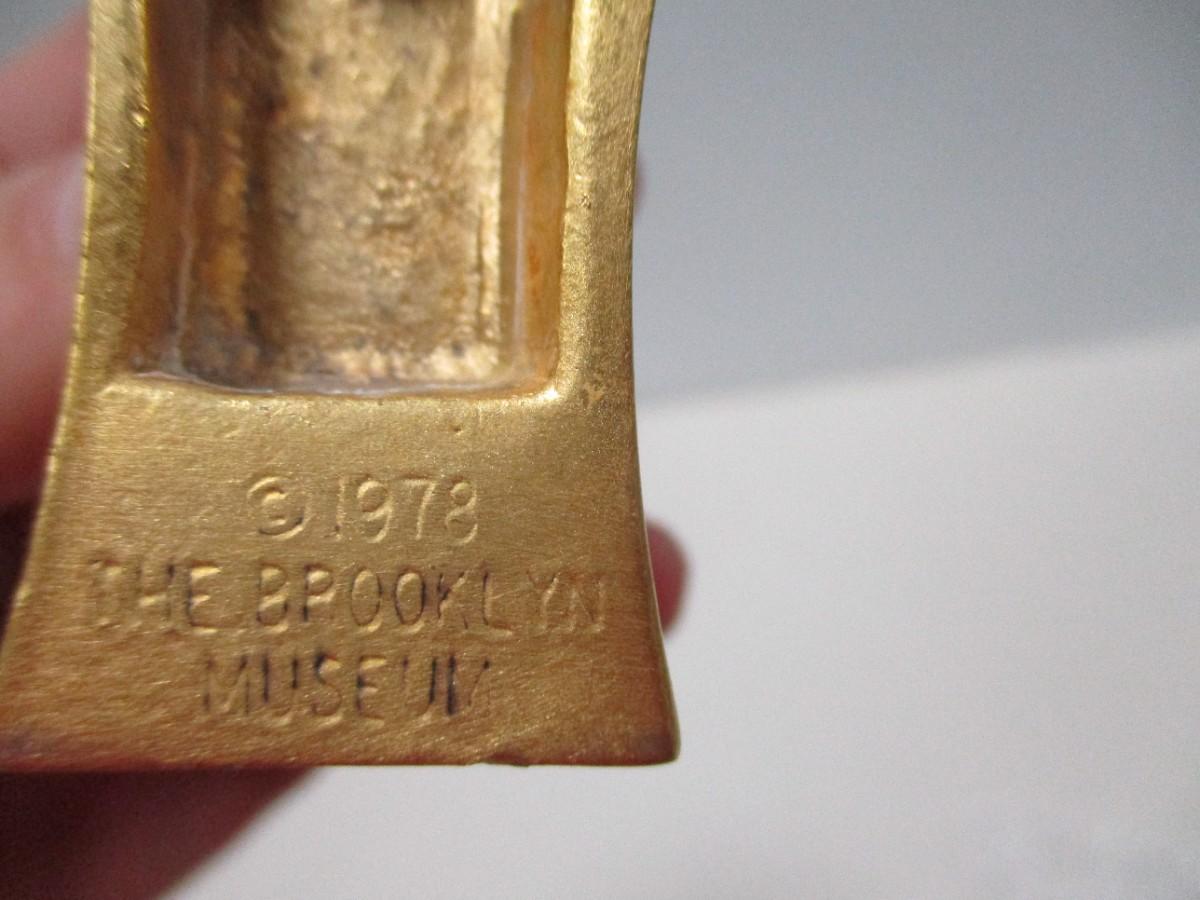 ©1978
THE BROOKLYN
MUSEUM